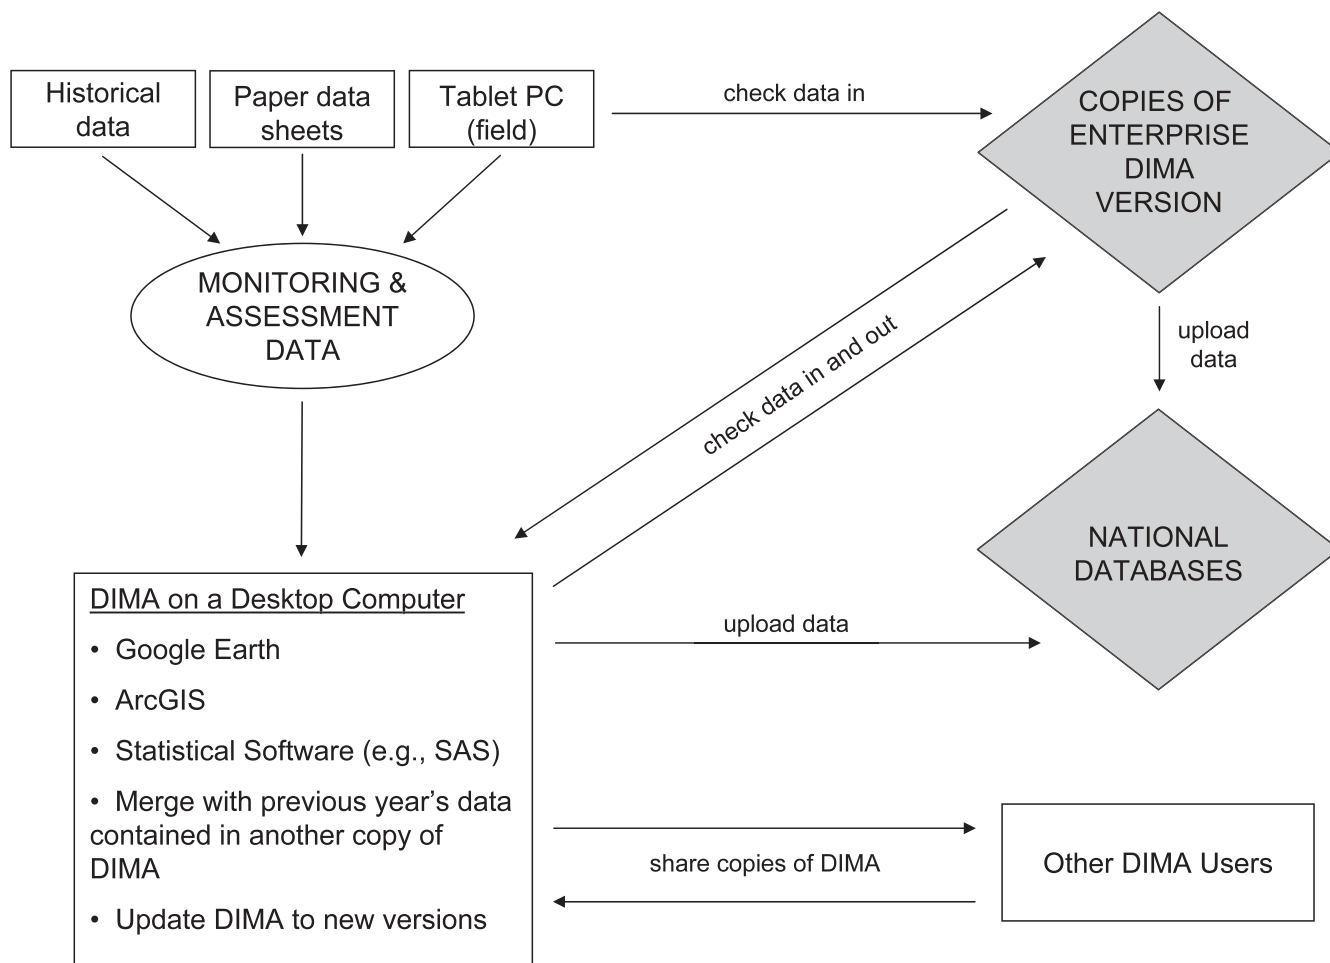 Historical
data
Paper data
sheets
Tablet PC
(field)
check data in
COPIES OF
ENTERPRISE
DIMA
VERSION
MONITORING &
ASSESSMENT
DATA
check data in and out
upload
data
NATIONAL
DATABASES
DIMA on a Desktop Computer
• Google Earth
• ArcGIS
• Statistical Software (e.g., SAS)
• Merge with previous year’s data
contained in another copy of
DIMA
• Update DIMA to new versions
upload data
share copies of DIMA
Other DIMA Users